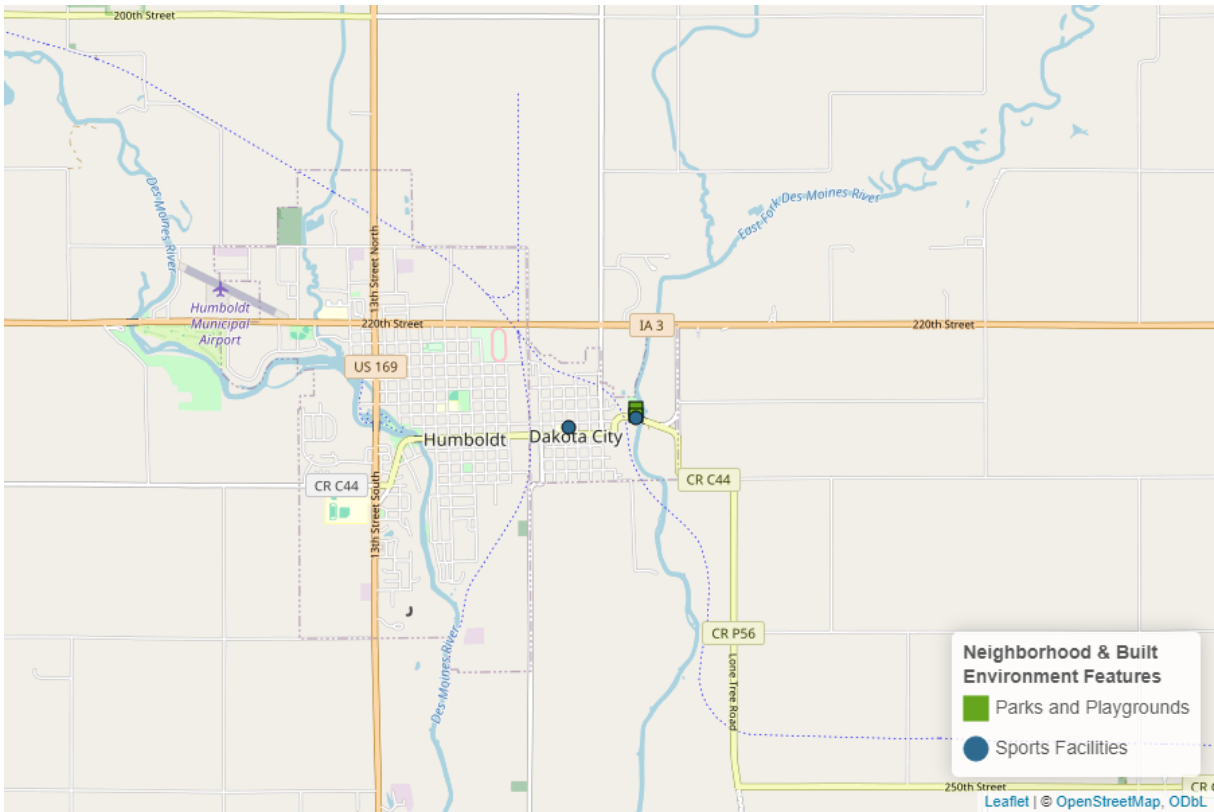 200th Street
Des Moines River
13th Street North
East Fork Des Moines River
Humboldt
Municipal
Airport
220th Street
IA 3
220th Street
US 169
Humboldt
Dakota City
CR C44
CR C44
13th Street South
Des Moines River
CR P56
Lone Tree Road
Neighborhood & Built
Environment Features
Parks and Playgrounds
Sports Facilities
250th Street
CR C
Leaflet | © OpenStreetMap, ODbL